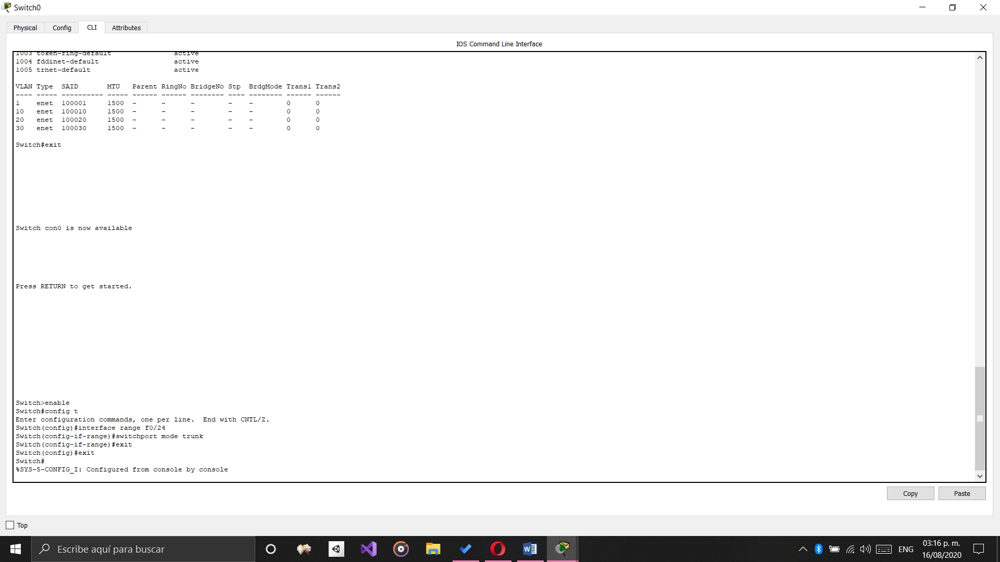 Switch0
Physical Config CLI Attributes
IOS Command Line Interface
1003 token-ring-default               active
1004 fddinet-default                  active
1005 trnet-default                    active
VLAN Type  SAID       MTU   Parent RingNo BridgeNo Stp  BrdgMode Trans1 Trans2
---- ----- ---------- ----- ------ ------ -------- ---- -------- ------ ------
1    enet  100001     1500  -      -      -        -    -        0      0
10   enet  100010     1500  -      -      -        -    -        0      0
20   enet  100020     1500  -      -      -        -    -        0      0
30   enet  100030     1500  -      -      -        -    -        0      0
Switch#exit
Switch con0 is now available
Press RETURN to get started.
Switch>enable
Switch#config t
Enter configuration commands, one per line.  End with CNTL/Z.
Switch(config)#interface range f0/24
Switch(config-if-range)#switchport mode trunk
Switch(config-if-range)#exit
Switch(config)#exit
Switch#
%SYS-5-CONFIG_I: Configured from console by console
Copy Paste
Top
Escribe aquí para buscar
ENG
03:16 p. m.
16/08/2020